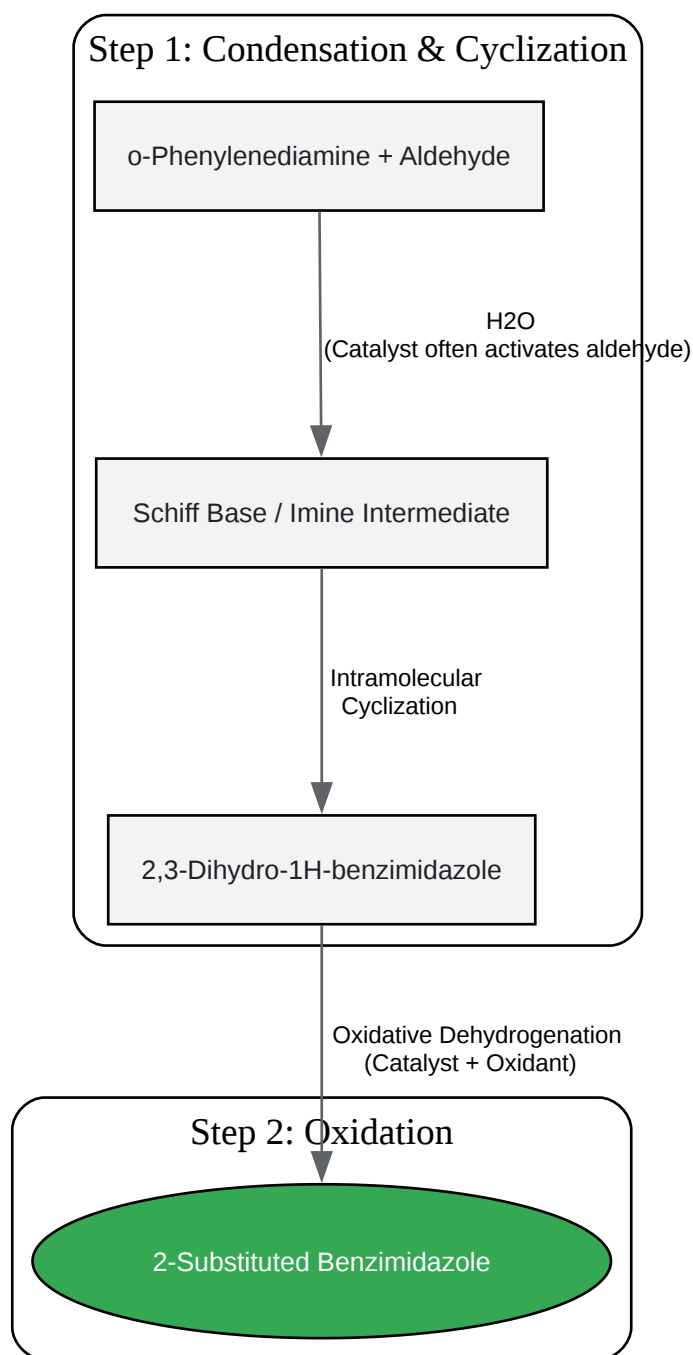 Step 1: Condensation & Cyclization
o-Phenylenediamine + Aldehyde
H2O
(Catalyst often activates aldehyde)
Schiff Base / Imine Intermediate
Intramolecular
Cyclization
2,3-Dihydro-1H-benzimidazole
Oxidative Dehydrogenation
(Catalyst + Oxidant)
Step 2: Oxidation
2-Substituted Benzimidazole